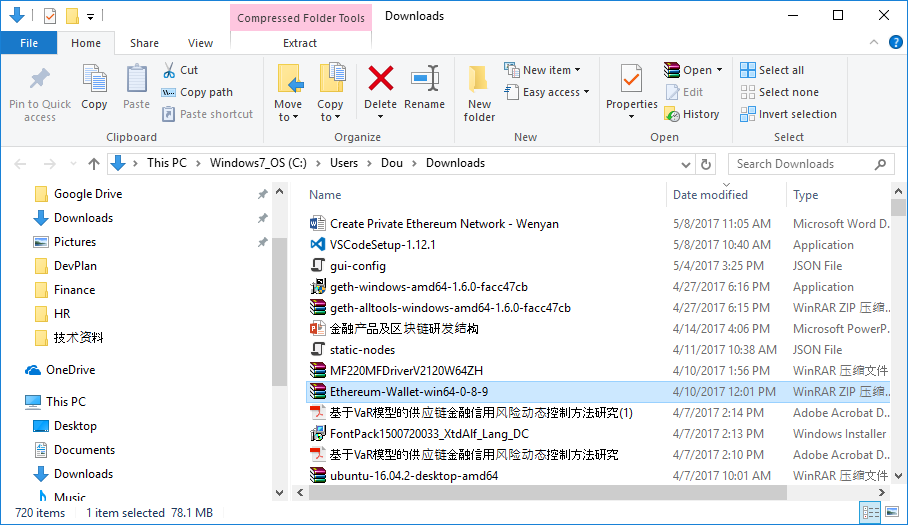 Compressed Folder Tools
Downloads
File
Home
Share
View
Extract
Pin to Quick access
Copy
Paste
Cut
Copy path
Paste shortcut
Clipboard
Move to
Copy to
Delete
Rename
Organize
New folder
New item
Easy access
New
Properties
Open
Edit
History
Open
Select all
Select none
Invert selection
Select
This PC > Windows7_OS (C:) > Users > Dou > Downloads
Search Downloads
Google Drive
Downloads
Pictures
DevPlan
Finance
HR
技术资料
OneDrive
This PC
Desktop
Documents
Downloads
Music
Name Date modified Type
Create Private Ethereum Network - Wenyan 5/8/2017 11:05 AM Microsoft Word D...
VSCodeSetup-1.12.1 5/8/2017 10:40 AM Application
gui-config 5/4/2017 3:25 PM JSON File
geth-windows-amd64-1.6.0-facc47cb 4/27/2017 6:16 PM Application
geth-alltools-windows-amd64-1.6.0-facc47cb 4/27/2017 6:15 PM WinRAR ZIP 压缩...
金融产品及区块链研发结构 4/14/2017 4:06 PM Microsoft PowerP...
static-nodes 4/11/2017 10:38 AM JSON File
MF220MFDriverV2120W64ZH 4/10/2017 1:56 PM WinRAR 压缩文件
Ethereum-Wallet-win64-0-8-9 4/10/2017 12:01 PM WinRAR ZIP 压缩...
基于VaR模型的供应链金融信用风险动态控制方法研究(1) 4/7/2017 2:14 PM Adobe Acrobat D...
FontPack1500720033_XtdAlf_Lang_DC 4/7/2017 2:13 PM Windows Installer
基于VaR模型的供应链金融信用风险动态控制方法研究 4/7/2017 2:10 PM Adobe Acrobat D...
ubuntu-16.04.2-desktop-amd64 4/7/2017 10:01 AM WinRAR 压缩文件
720 items 1 item selected 78.1 MB